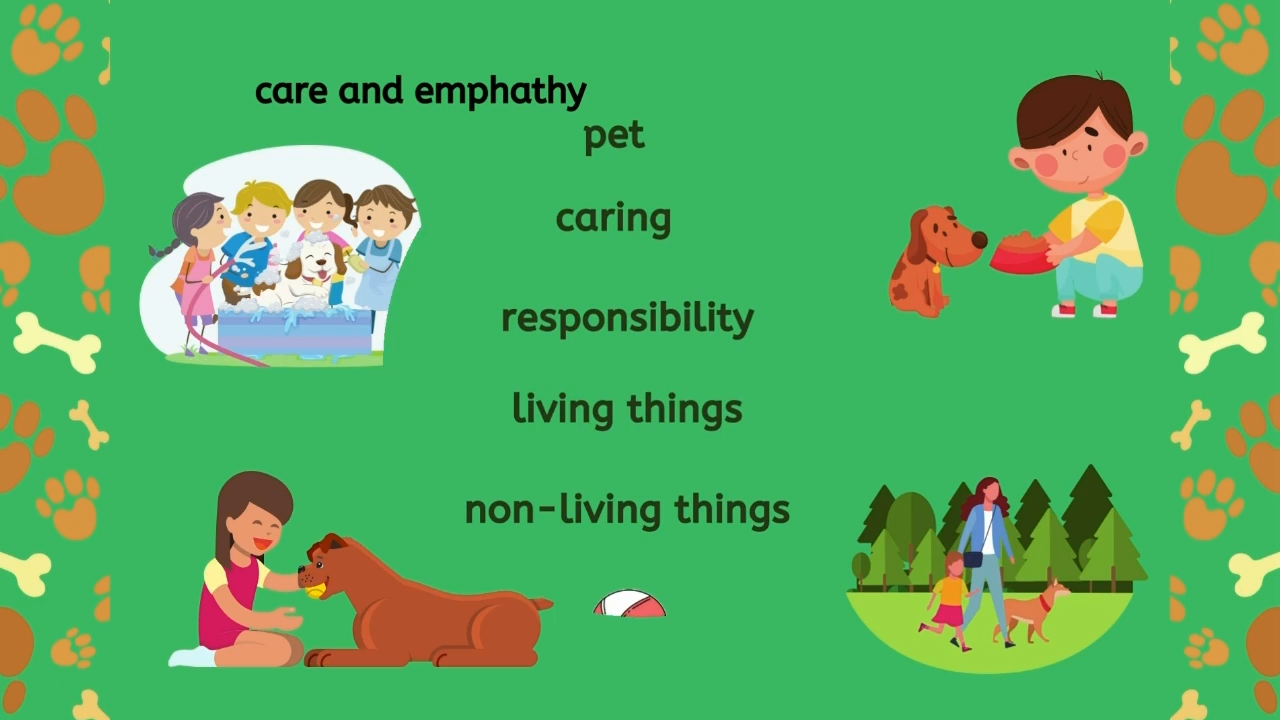 care and emphathy
pet
caring
responsibility
living things
non-living things